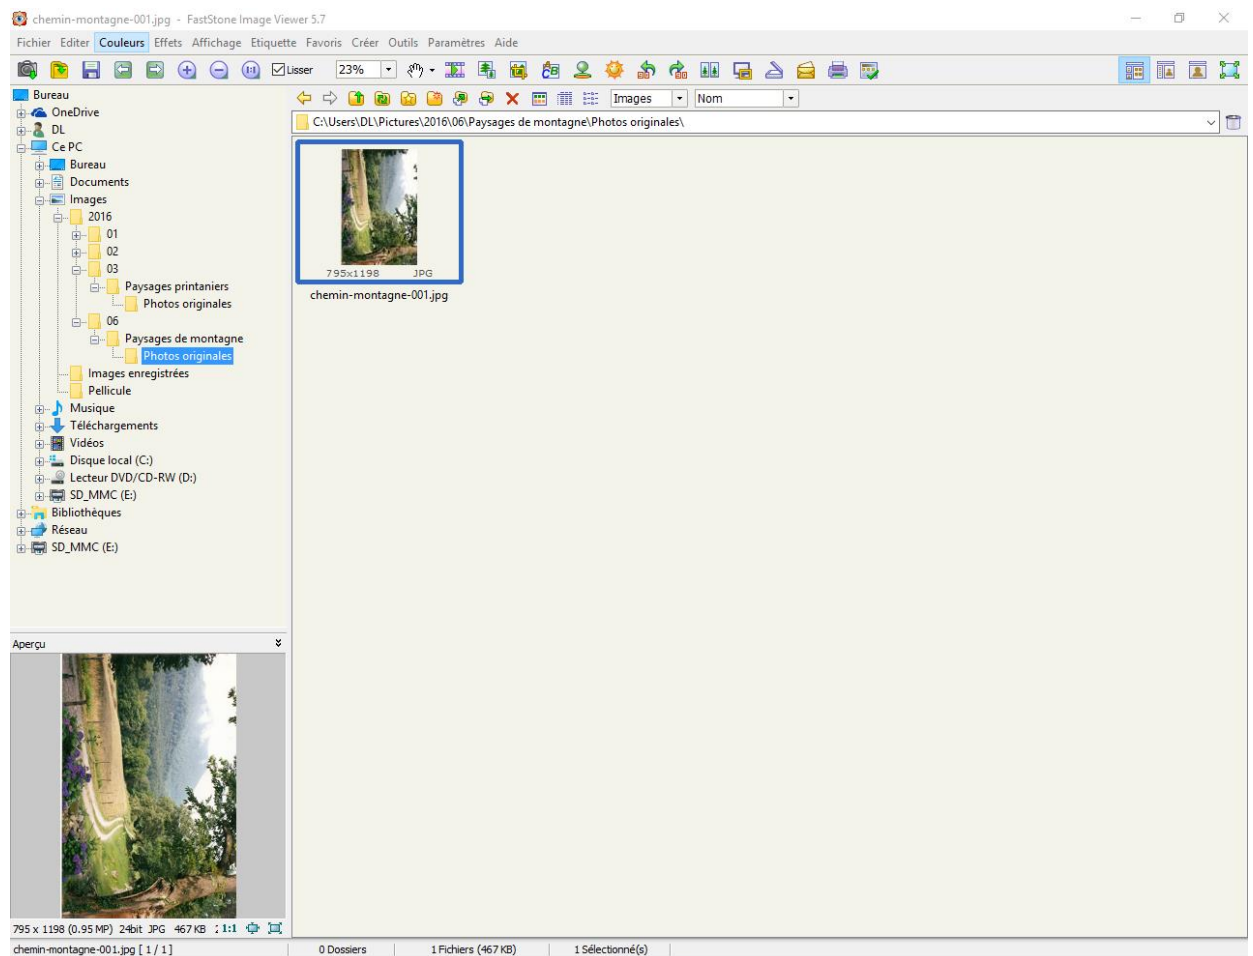 chemin-montagne-001.jpg - FastStone Image Viewer 5.7
Fichier Editer Couleurs Effets Affichage Etiquette Favoris Créer Outils Paramètres Aide
Lisser 23%
Images Nom
C:\Users\DL\Pictures\2016\06\Paysages de montagne\Photos originales\
Bureau
OneDrive
DL
Ce PC
Bureau
Documents
Images
2016
01
02
03
Paysages printaniers
Photos originales
06
Paysages de montagne
Photos originales
Images enregistrées
Pellicule
Musique
Téléchargements
Vidéos
Disque local (C:)
Lecteur DVD/CD-RW (D:)
SD_MMC (E:)
Bibliothèques
Réseau
SD_MMC (E:)
795x1198 JPG
chemin-montagne-001.jpg
Aperçu
795 x 1198 (0.95 MP) 24bit JPG 467 KB 1:1
chemin-montagne-001.jpg [ 1 / 1 ] 0 Dossiers 1 Fichiers (467 KB) 1 Sélectionné(s)